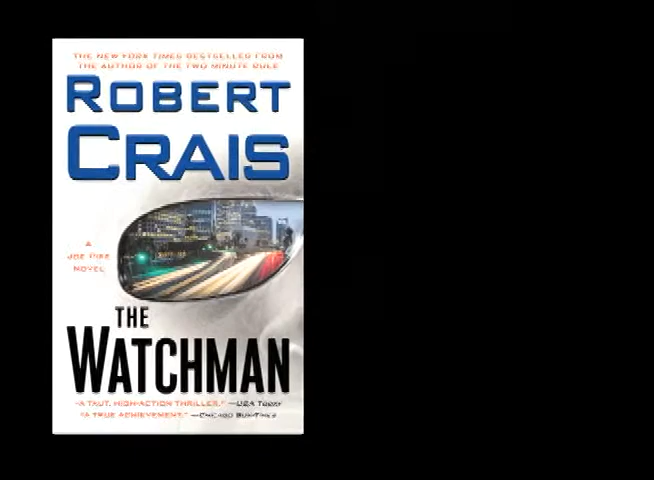 THE NEW YORK TIMES BESTSELLER FROM
THE AUTHOR OF THE TWO MINUTE RULE
ROBERT
CRAIS
A
JOE PIKE
NOVEL
THE
WATCHMAN
"A TAUT, HIGH-ACTION THRILLER." —USA TODAY
"A TRUE ACHIEVEMENT." —CHICAGO SUN-TIMES